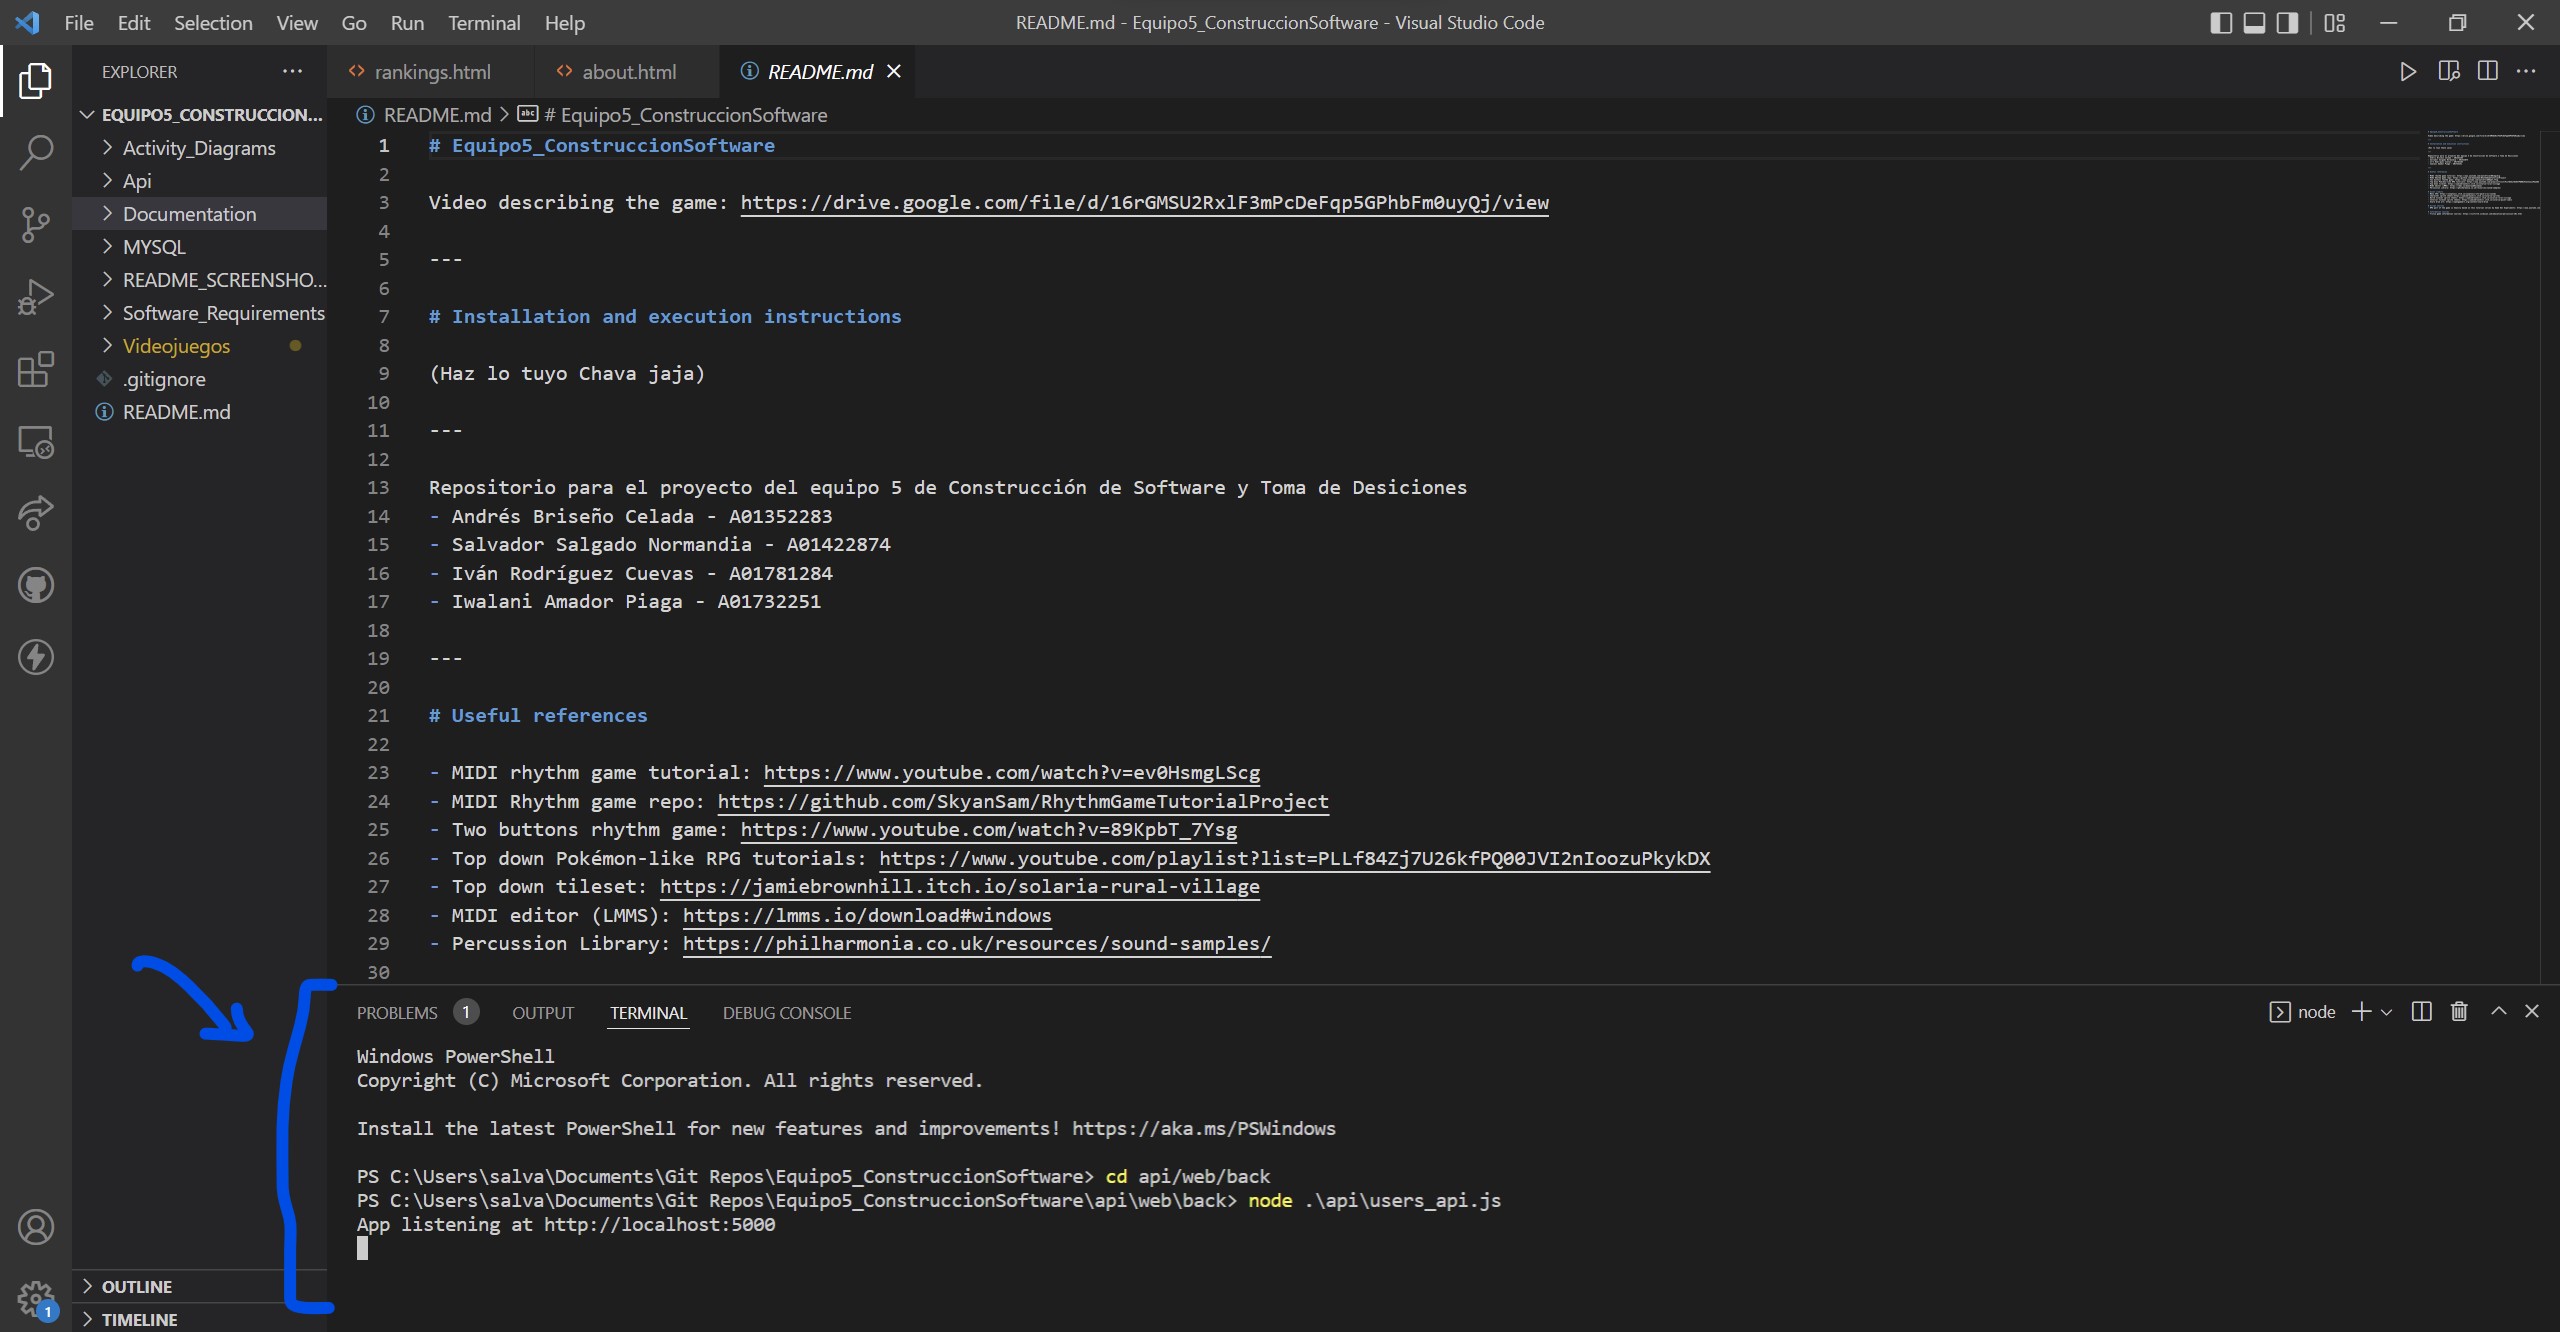 File Edit Selection View Go Run Terminal Help
README.md - Equipo5_ConstruccionSoftware - Visual Studio Code
EXPLORER
rankings.html
about.html
README.md
EQUIPO5_CONSTRUCCION...
Activity_Diagrams
Api
Documentation
MYSQL
README_SCREENSHO...
Software_Requirements
Videojuegos
.gitignore
README.md
README.md > # Equipo5_ConstruccionSoftware
1 # Equipo5_ConstruccionSoftware
2
3 Video describing the game: https://drive.google.com/file/d/16rGMSU2RxlF3mPcDeFqp5GPhbFm0uyQj/view
4
5 ---
6
7 # Installation and execution instructions
8
9 (Haz lo tuyo Chava jaja)
10
11 ---
12
13 Repositorio para el proyecto del equipo 5 de Construcción de Software y Toma de Desiciones
14 - Andrés Briseño Celada - A01352283
15 - Salvador Salgado Normandia - A01422874
16 - Iván Rodríguez Cuevas - A01781284
17 - Iwalani Amador Piaga - A01732251
18
19 ---
20
21 # Useful references
22
23 - MIDI rhythm game tutorial: https://www.youtube.com/watch?v=ev0HsmgLScg
24 - MIDI Rhythm game repo: https://github.com/SkyanSam/RhythmGameTutorialProject
25 - Two buttons rhythm game: https://www.youtube.com/watch?v=89KpbT_7Ysg
26 - Top down Pokémon-like RPG tutorials: https://www.youtube.com/playlist?list=PLLf84Zj7U26kfPQ00JVI2nIoozuPkykDX
27 - Top down tileset: https://jamiebrownhill.itch.io/solaria-rural-village
28 - MIDI editor (LMMS): https://lmms.io/download#windows
29 - Percussion Library: https://philharmonia.co.uk/resources/sound-samples/
30
PROBLEMS 1 OUTPUT TERMINAL DEBUG CONSOLE
node
Windows PowerShell
Copyright (C) Microsoft Corporation. All rights reserved.
Install the latest PowerShell for new features and improvements! https://aka.ms/PSWindows
PS C:\Users\salva\Documents\Git Repos\Equipo5_ConstruccionSoftware> cd api/web/back
PS C:\Users\salva\Documents\Git Repos\Equipo5_ConstruccionSoftware\api\web\back> node .\api\users_api.js
App listening at http://localhost:5000
OUTLINE
TIMELINE
1